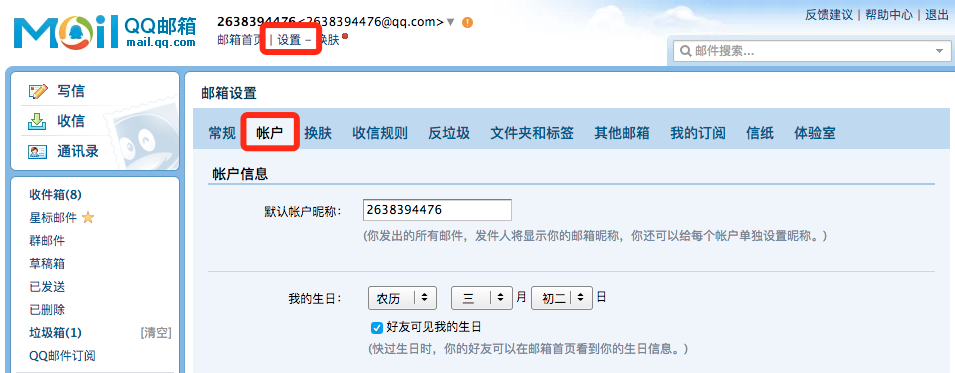 Mail QQ邮箱
mail.qq.com
2638394476<2638394476@qq.com>
反馈建议 | 帮助中心 | 退出
邮箱首页 | 设置 - 换肤
邮件搜索...
写信
收信
通讯录
收件箱(8)
星标邮件
群邮件
草稿箱
已发送
已删除
垃圾箱(1) [清空]
QQ邮件订阅
邮箱设置
常规 帐户 换肤 收信规则 反垃圾 文件夹和标签 其他邮箱 我的订阅 信纸 体验室
帐户信息
默认帐户昵称: 2638394476
(你发出的所有邮件，发件人将显示你的邮箱昵称，你还可以给每个帐户单独设置昵称。)
我的生日: 农历 三 月 初二 日
好友可见我的生日
(快过生日时，你的好友可以在邮箱首页看到你的生日信息。)